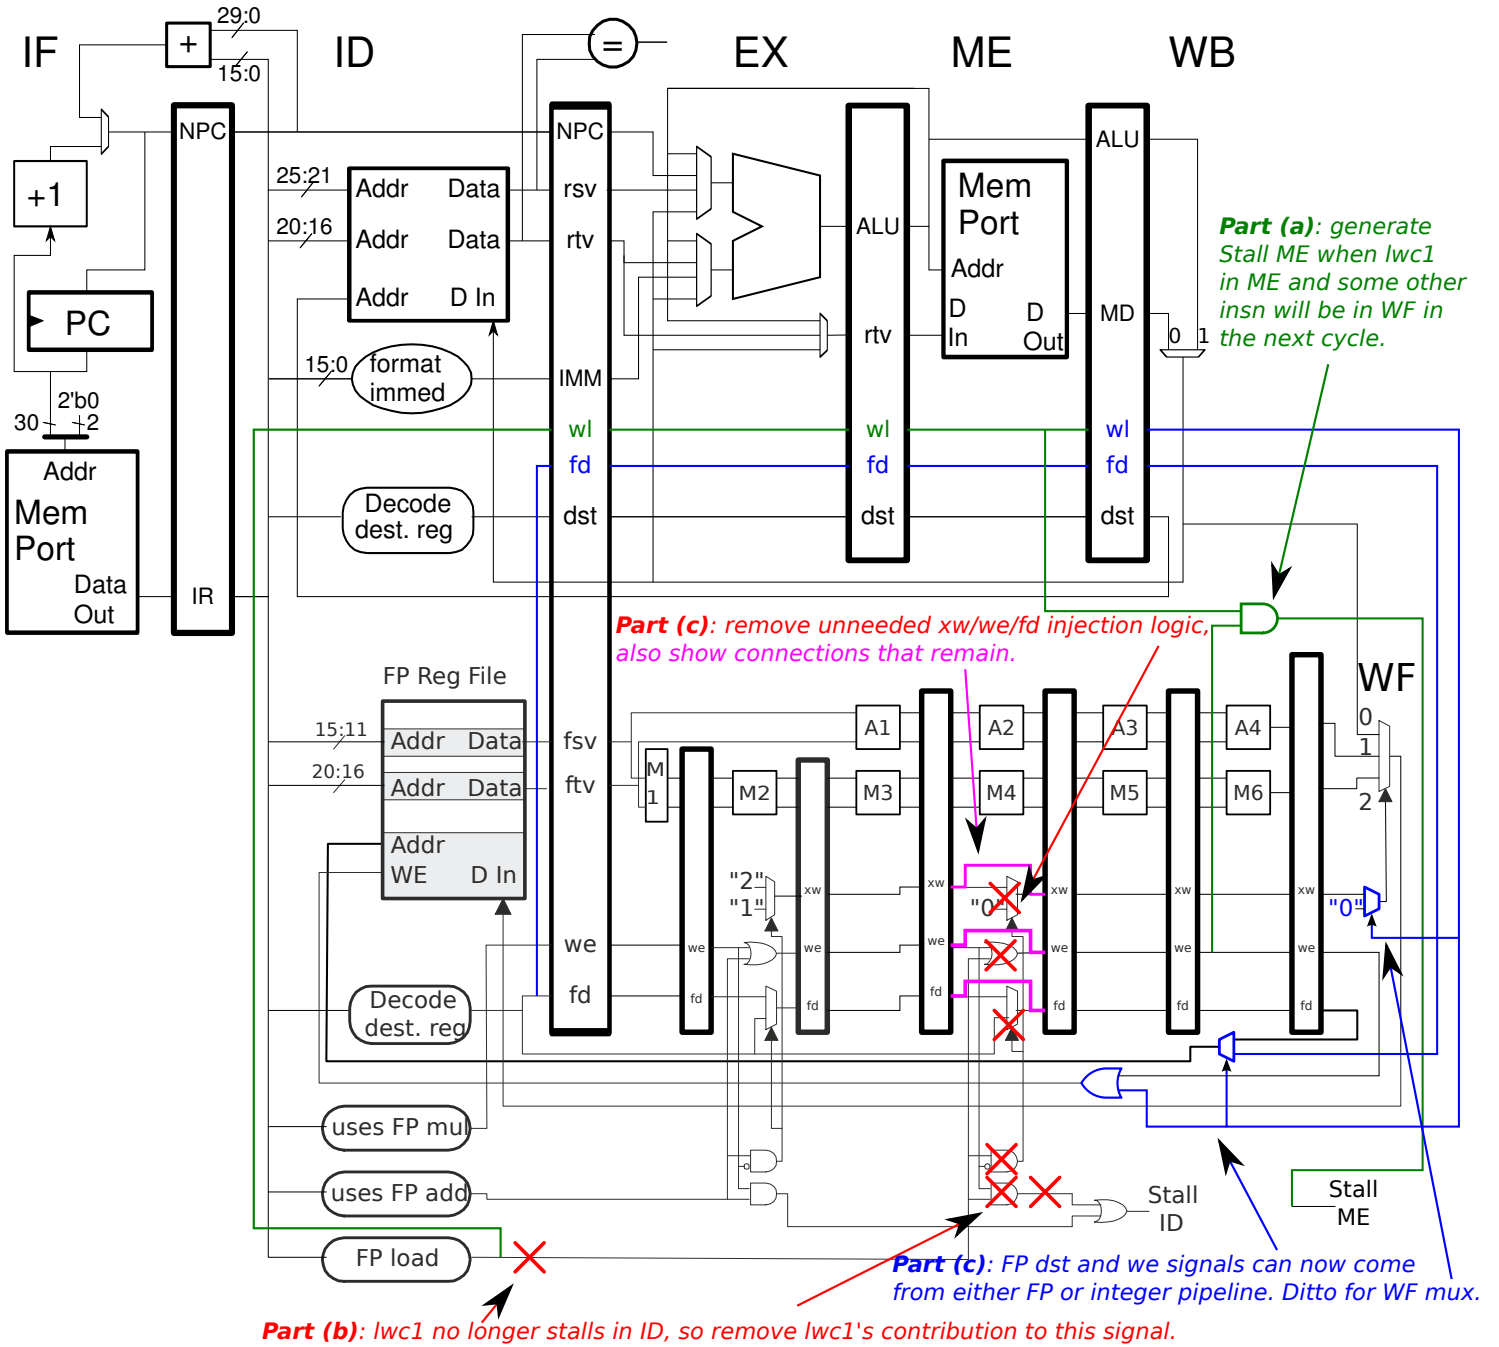 IF
ID
EX
ME
WB
29:0
15:0
+
=
NPC
NPC
ALU
+1
25:21
Addr
Data
rsv
20:16
Addr
Data
rtv
Addr
D In
ALU
Mem
Port
Addr
D
In
D
Out
PC
rtv
MD
0
1
15:0
format
immed
IMM
2'b0
30
2
wl
wl
wl
fd
fd
fd
Addr
Mem
Port
Data
Out
Decode
dest. reg
dst
dst
dst
IR
Part (a): generate
Stall ME when lwc1
in ME and some other
insn will be in WF in
the next cycle.
Part (c): remove unneeded xw/we/fd injection logic,
also show connections that remain.
FP Reg File
WF
15:11
Addr
Data
fsv
A1
A2
A3
A4
0
1
20:16
Addr
Data
ftv
M
1
M2
M3
M4
M5
M6
2
Addr
WE
D In
"2"
"1"
xw
xw
"0"
xw
xw
"0"
we
we
we
we
we
we
we
fd
fd
fd
fd
fd
fd
fd
Decode
dest. reg
uses FP mul
uses FP add
FP load
Stall
ID
Stall
ME
Part (c): FP dst and we signals can now come
from either FP or integer pipeline. Ditto for WF mux.
Part (b): lwc1 no longer stalls in ID, so remove lwc1's contribution to this signal.